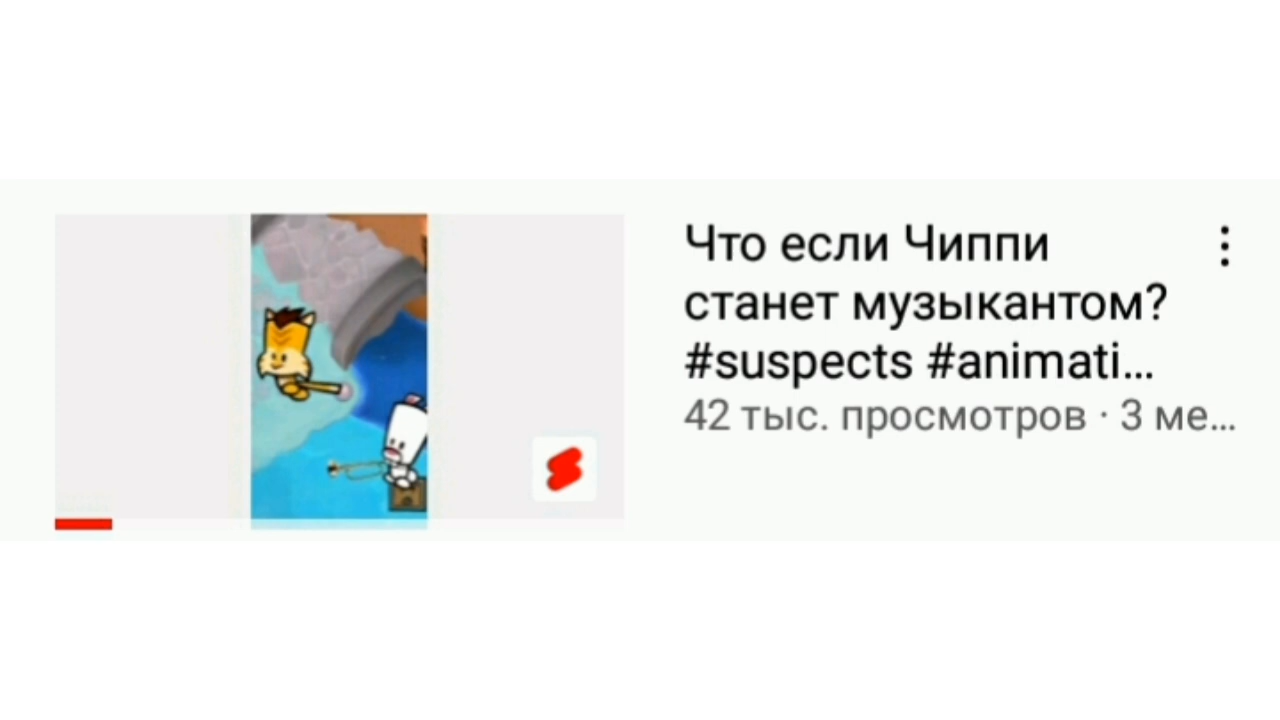 Что если Чиппи
станет музыкантом?
#suspects #animati...
42 тыс. просмотров · 3 ме...